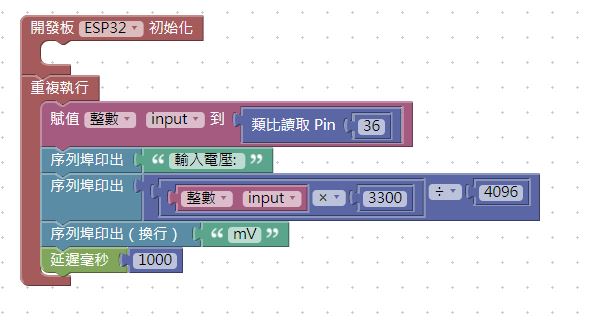 開發板 ESP32 初始化
重複執行
賦值 整數 input 到 類比讀取 Pin 36
序列埠印出 “ 輸入電壓: ”
序列埠印出 整數 input × 3300 ÷ 4096
序列埠印出（換行） “ mV ”
延遲毫秒 1000